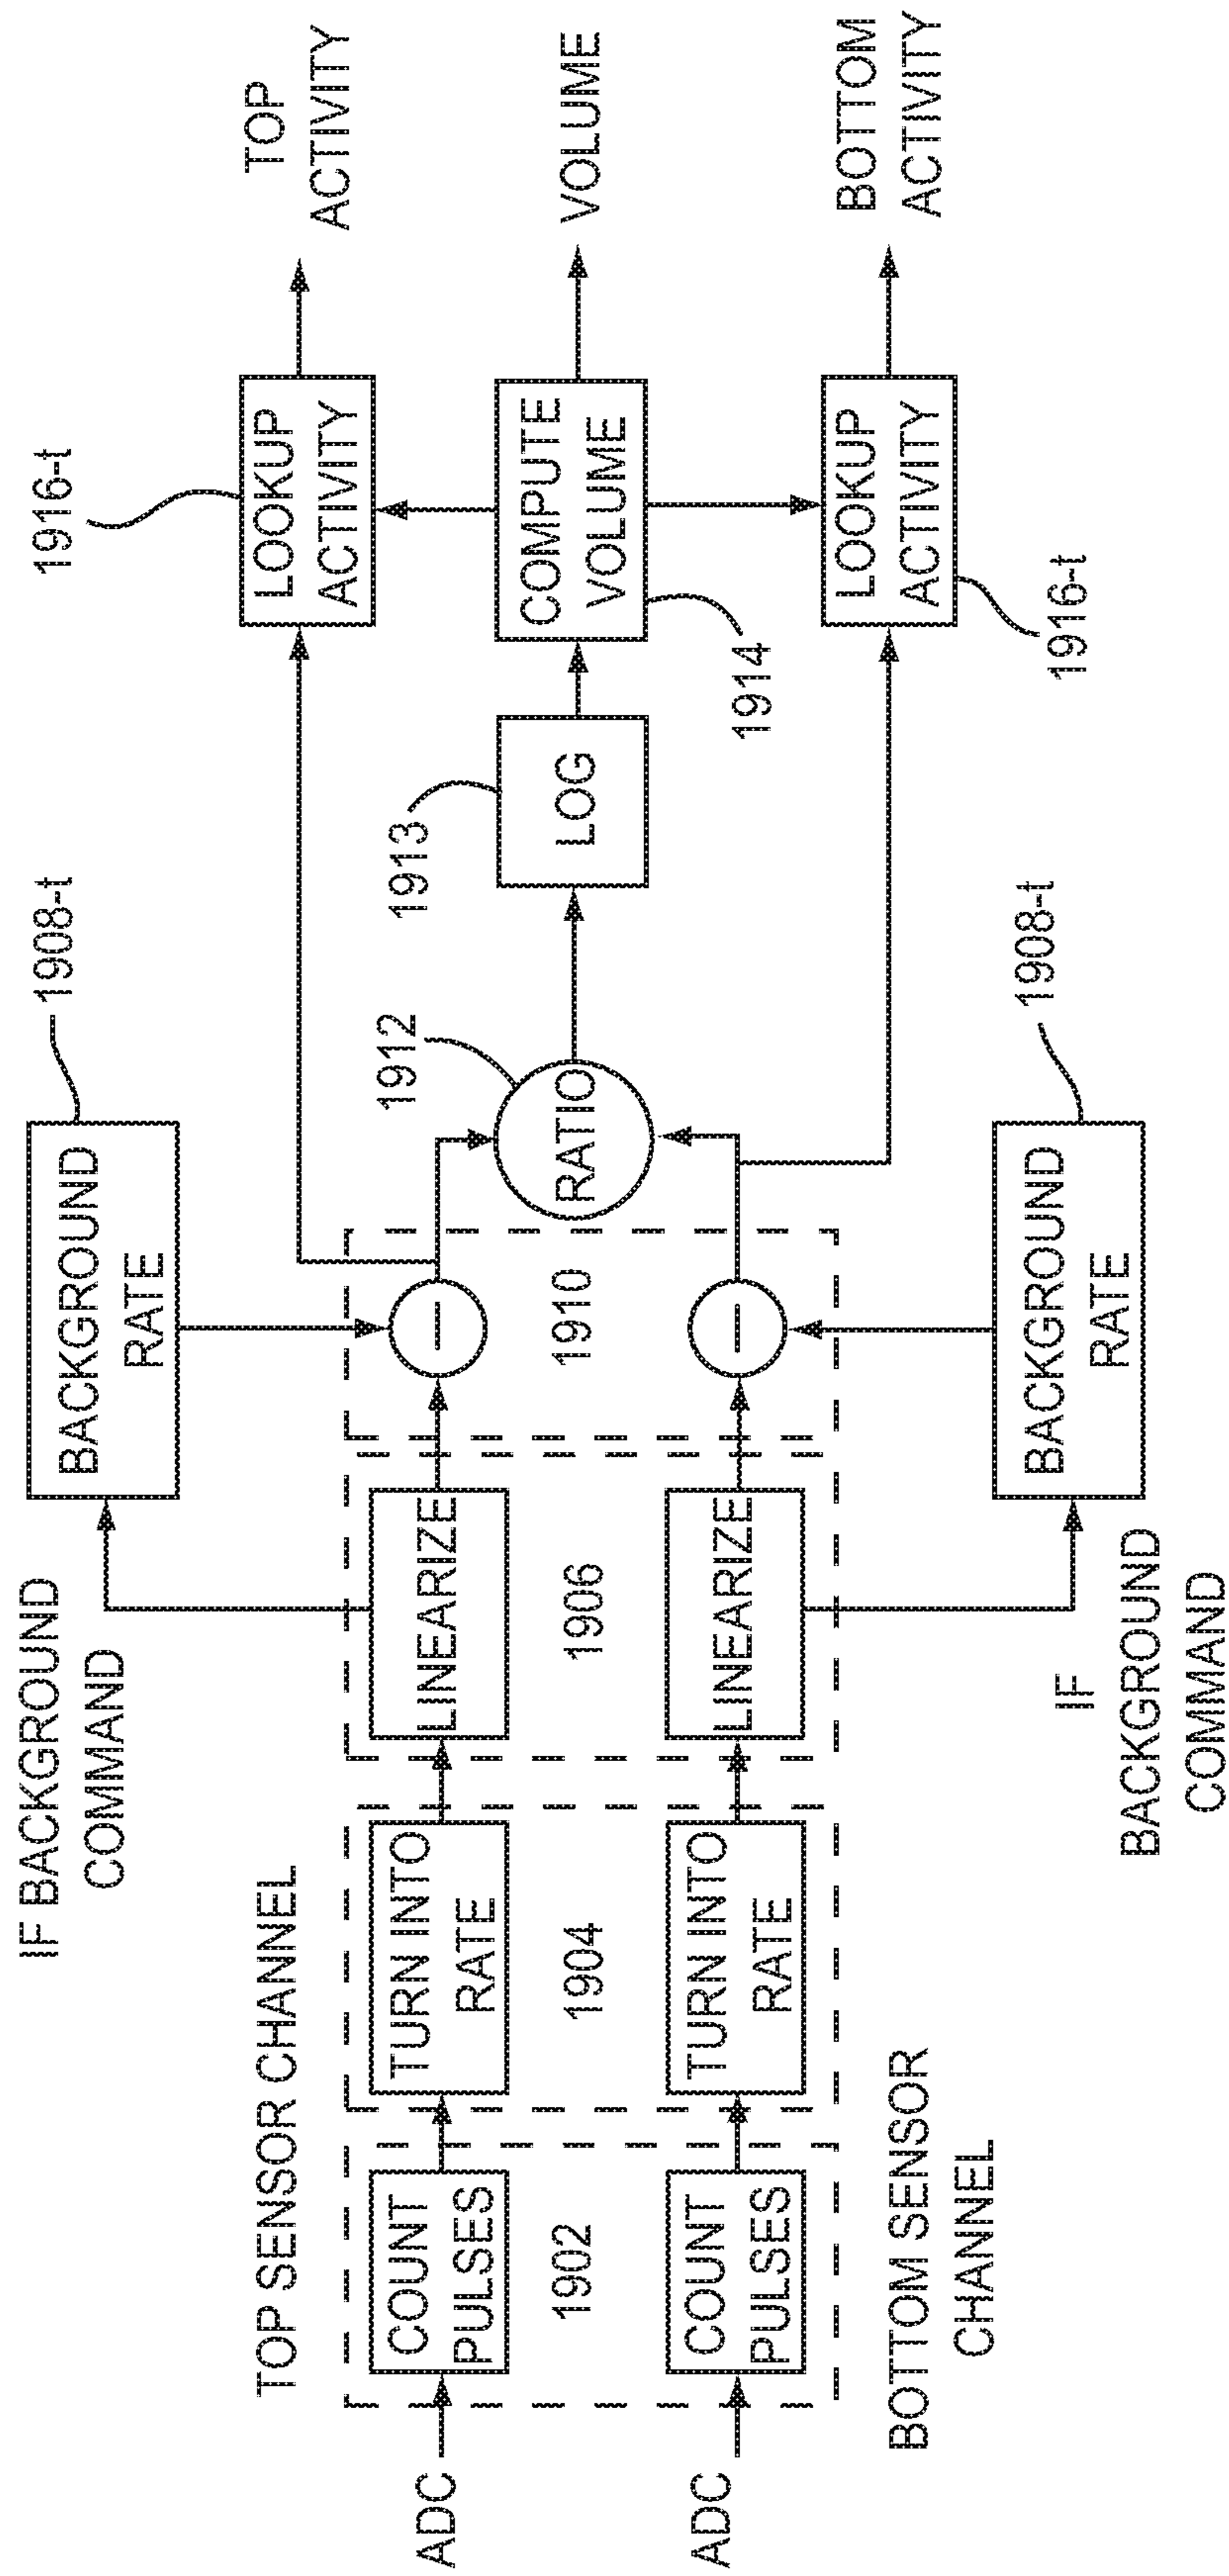 IF BACKGROUND
COMMAND
BACKGROUND
RATE
1908-t
1916-t
TOP SENSOR CHANNEL
TOP
ACTIVITY
LOOKUP
ACTIVITY
ADC
COUNT
PULSES
TURN INTO
RATE
LINEARIZE
–
1912
1913
1902
1904
1906
1910
RATIO
LOG
COMPUTE
VOLUME
VOLUME
1914
ADC
COUNT
PULSES
TURN INTO
RATE
LINEARIZE
–
LOOKUP
ACTIVITY
BOTTOM
ACTIVITY
BOTTOM SENSOR
CHANNEL
IF
BACKGROUND
COMMAND
BACKGROUND
RATE
1908-t
1916-t